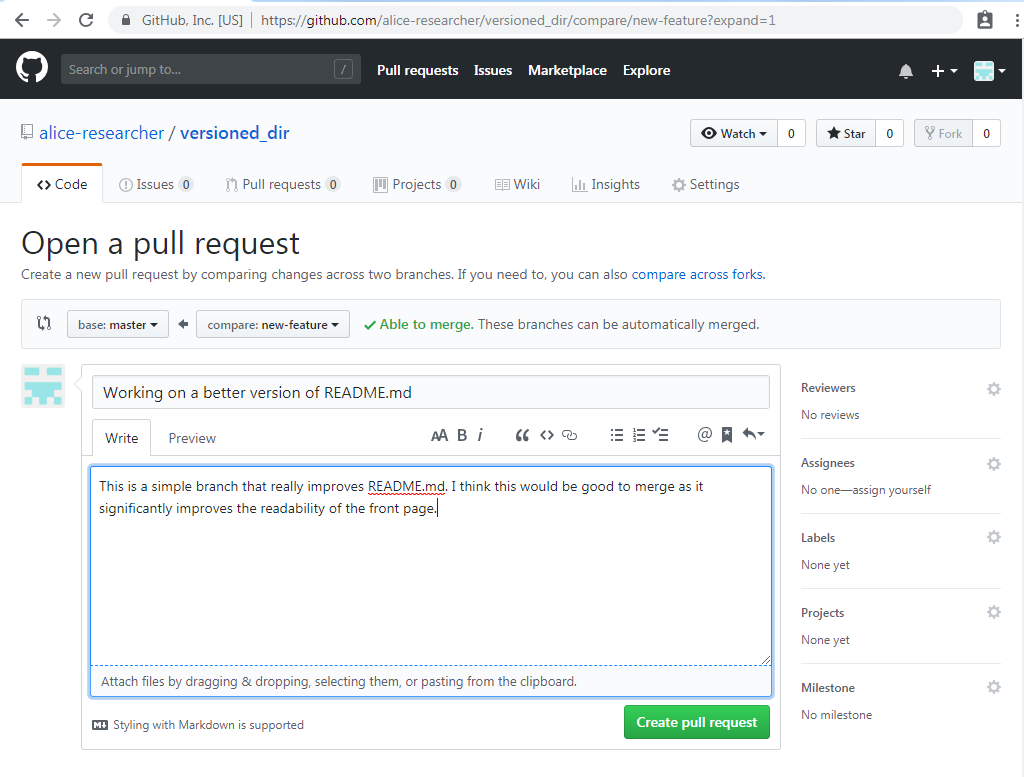 GitHub, Inc. [US] | https://github.com/alice-researcher/versioned_dir/compare/new-feature?expand=1
Search or jump to... / Pull requests Issues Marketplace Explore
alice-researcher / versioned_dir Watch 0 Star 0 Fork 0
Code Issues 0 Pull requests 0 Projects 0 Wiki Insights Settings
Open a pull request
Create a new pull request by comparing changes across two branches. If you need to, you can also compare across forks.
base: master compare: new-feature Able to merge. These branches can be automatically merged.
Working on a better version of README.md
Write Preview AA B i @
This is a simple branch that really improves README.md. I think this would be good to merge as it
significantly improves the readability of the front page.
Attach files by dragging & dropping, selecting them, or pasting from the clipboard.
Styling with Markdown is supported
Create pull request
Reviewers
No reviews
Assignees
No one—assign yourself
Labels
None yet
Projects
None yet
Milestone
No milestone